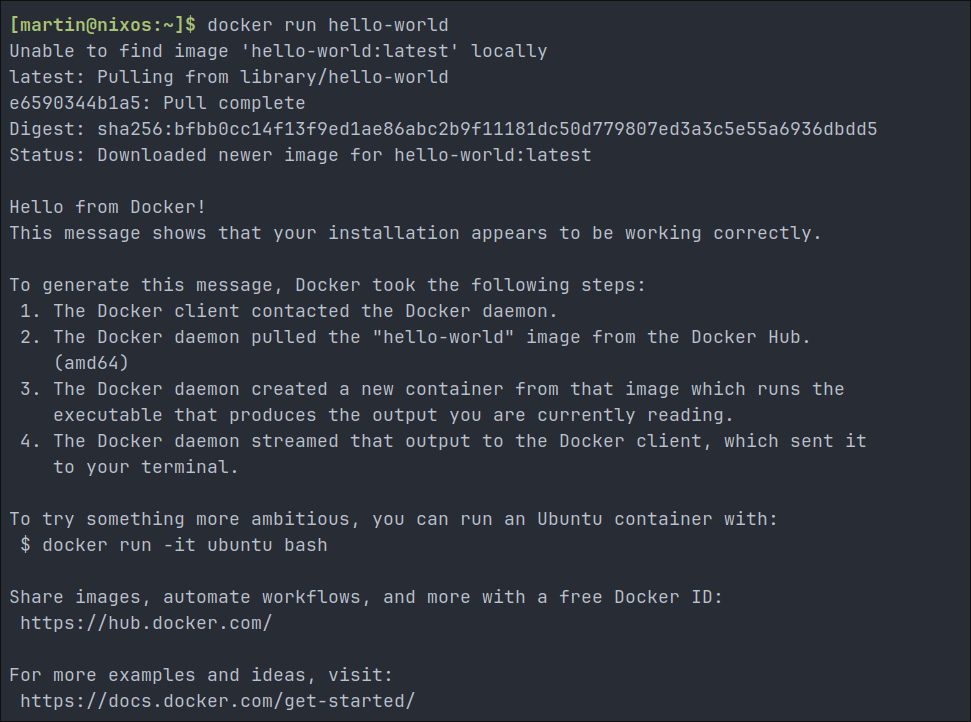 [martin@nixos:~]$ docker run hello-world
Unable to find image 'hello-world:latest' locally
latest: Pulling from library/hello-world
e6590344b1a5: Pull complete
Digest: sha256:bfbb0cc14f13f9ed1ae86abc2b9f11181dc50d779807ed3a3c5e55a6936dbdd5
Status: Downloaded newer image for hello-world:latest

Hello from Docker!
This message shows that your installation appears to be working correctly.

To generate this message, Docker took the following steps:
 1. The Docker client contacted the Docker daemon.
 2. The Docker daemon pulled the "hello-world" image from the Docker Hub.
    (amd64)
 3. The Docker daemon created a new container from that image which runs the
    executable that produces the output you are currently reading.
 4. The Docker daemon streamed that output to the Docker client, which sent it
    to your terminal.

To try something more ambitious, you can run an Ubuntu container with:
 $ docker run -it ubuntu bash

Share images, automate workflows, and more with a free Docker ID:
 https://hub.docker.com/

For more examples and ideas, visit:
 https://docs.docker.com/get-started/